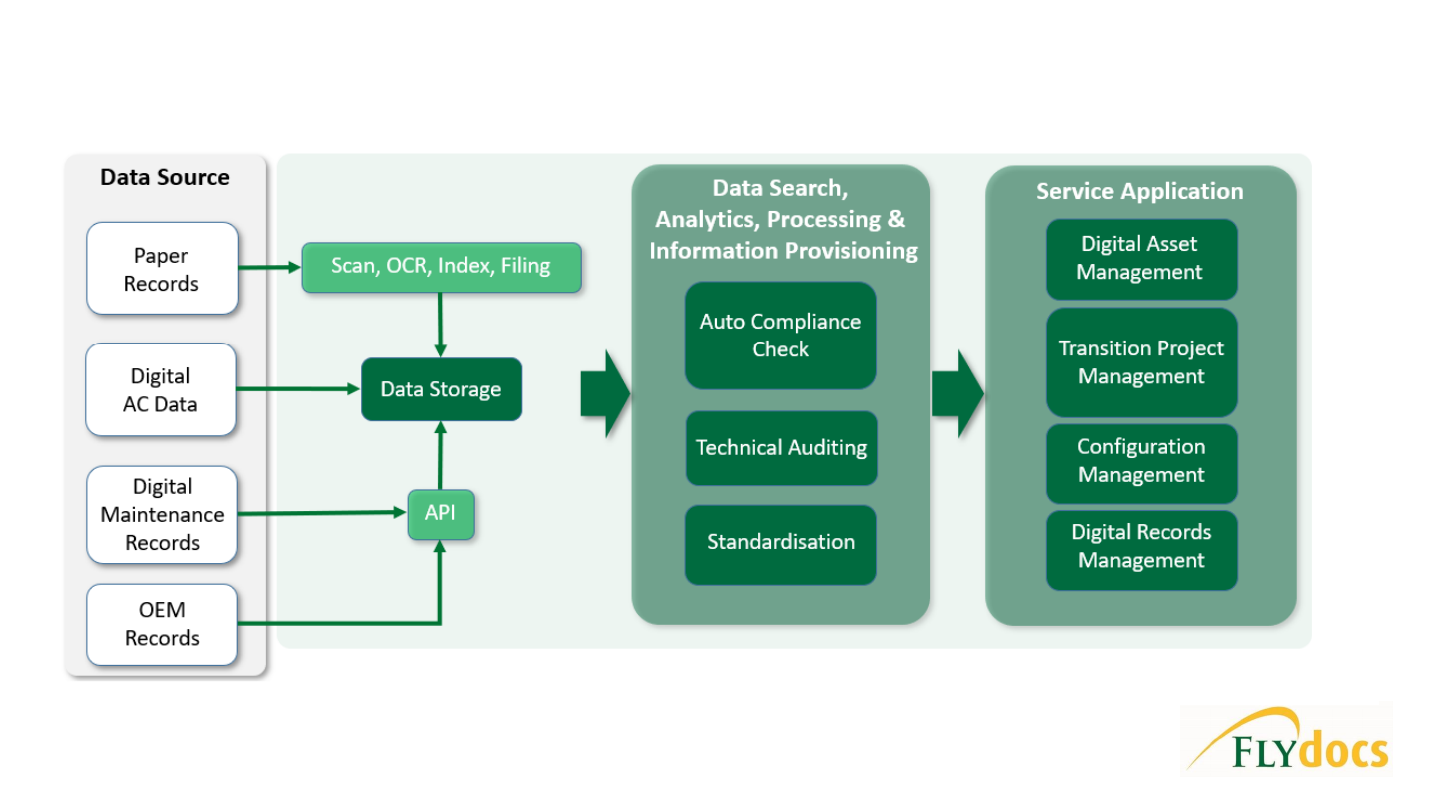 Data Source
Paper
Records
Digital
AC Data
Digital
Maintenance
Records
OEM
Records
Scan, OCR, Index, Filing
Data Storage
API
Data Search,
Analytics, Processing &
Information Provisioning
Auto Compliance
Check
Technical Auditing
Standardisation
Service Application
Digital Asset
Management
Transition Project
Management
Configuration
Management
Digital Records
Management
FLYdocs